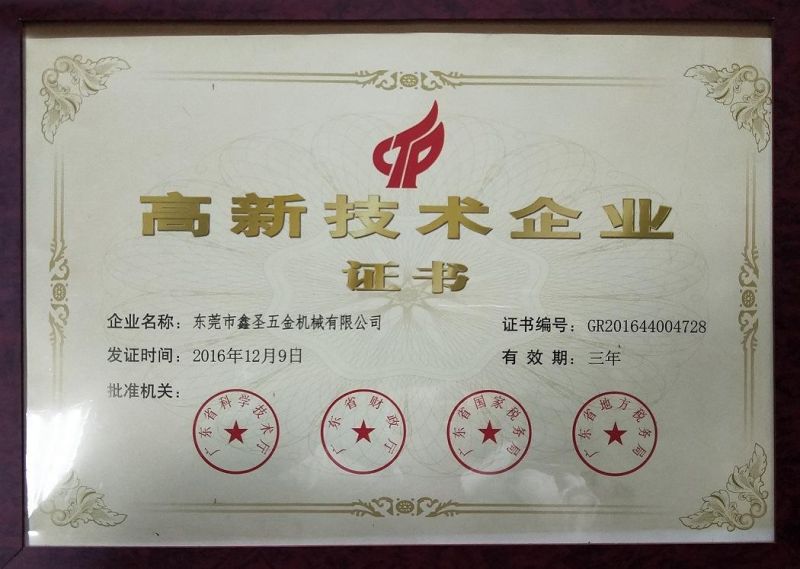 CTP
高新技术企业
证书
企业名称：东莞市鑫圣五金机械有限公司
证书编号：GR201644004728
发证时间：2016年12月9日
有效期：三年
批准机关：
广东省科学技术厅
广东省财政厅
广东省国家税务局
广东省地方税务局